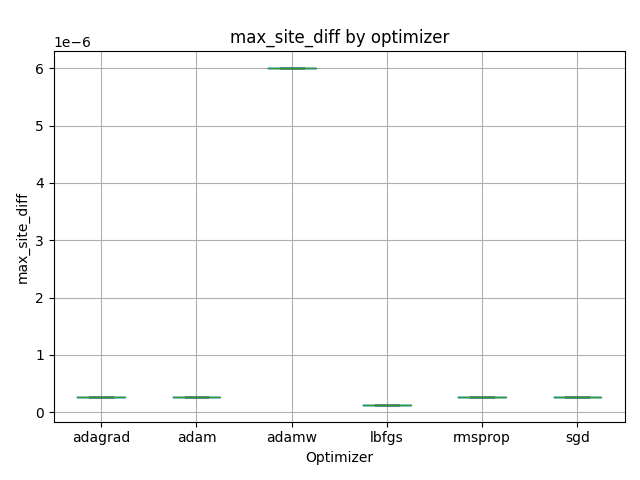 max_site_diff by optimizer
1e−6
6
5
4
3
2
1
0
max_site_diff
adagrad adam adamw lbfgs rmsprop sgd
Optimizer